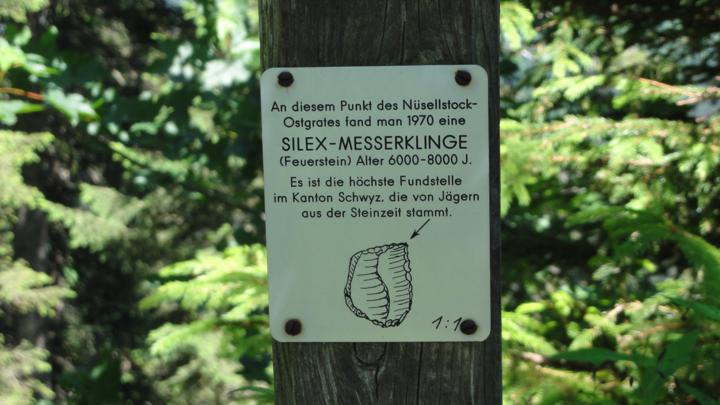 An diesem Punkt des Nüsellstock-
Ostgrates fand man 1970 eine
SILEX-MESSERKLINGE
(Feuerstein) Alter 6000-8000 J.
Es ist die höchste Fundstelle
im Kanton Schwyz. die von Jägern
aus der Steinzeit stammt.
1:1